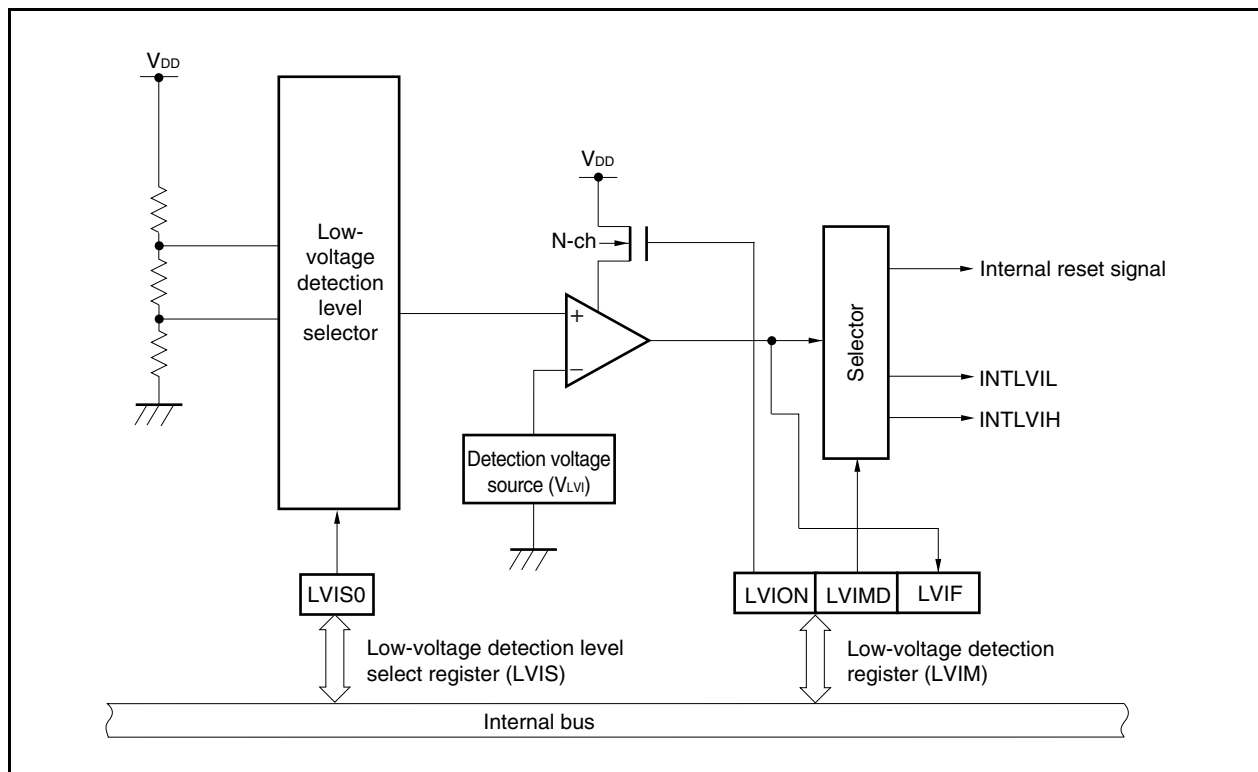 VDD
Low-
voltage
detection
level
selector
VDD
N-ch
+
−
Detection voltage
source (VLVI)
Selector
Internal reset signal
INTLVIL
INTLVIH
LVIS0
LVION
LVIMD
LVIF
Low-voltage detection level
select register (LVIS)
Low-voltage detection
register (LVIM)
Internal bus